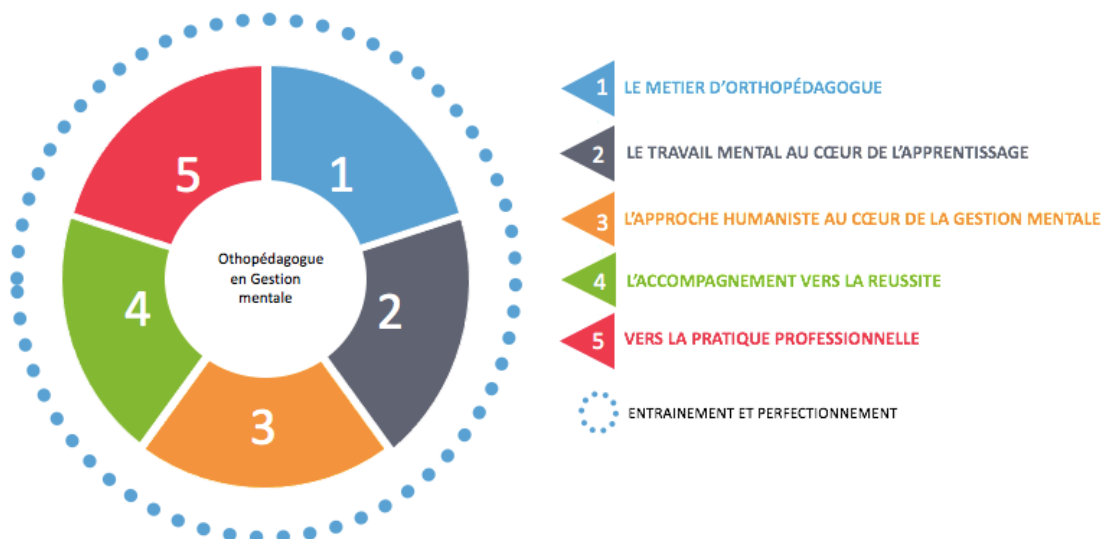 5
1
4
2
3
Othopédagogue
en Gestion
mentale
1 LE METIER D’ORTHOPÉDAGOGUE
2 LE TRAVAIL MENTAL AU CŒUR DE L’APPRENTISSAGE
3 L’APPROCHE HUMANISTE AU CŒUR DE LA GESTION MENTALE
4 L’ACCOMPAGNEMENT VERS LA REUSSITE
5 VERS LA PRATIQUE PROFESSIONNELLE
ENTRAINEMENT ET PERFECTIONNEMENT